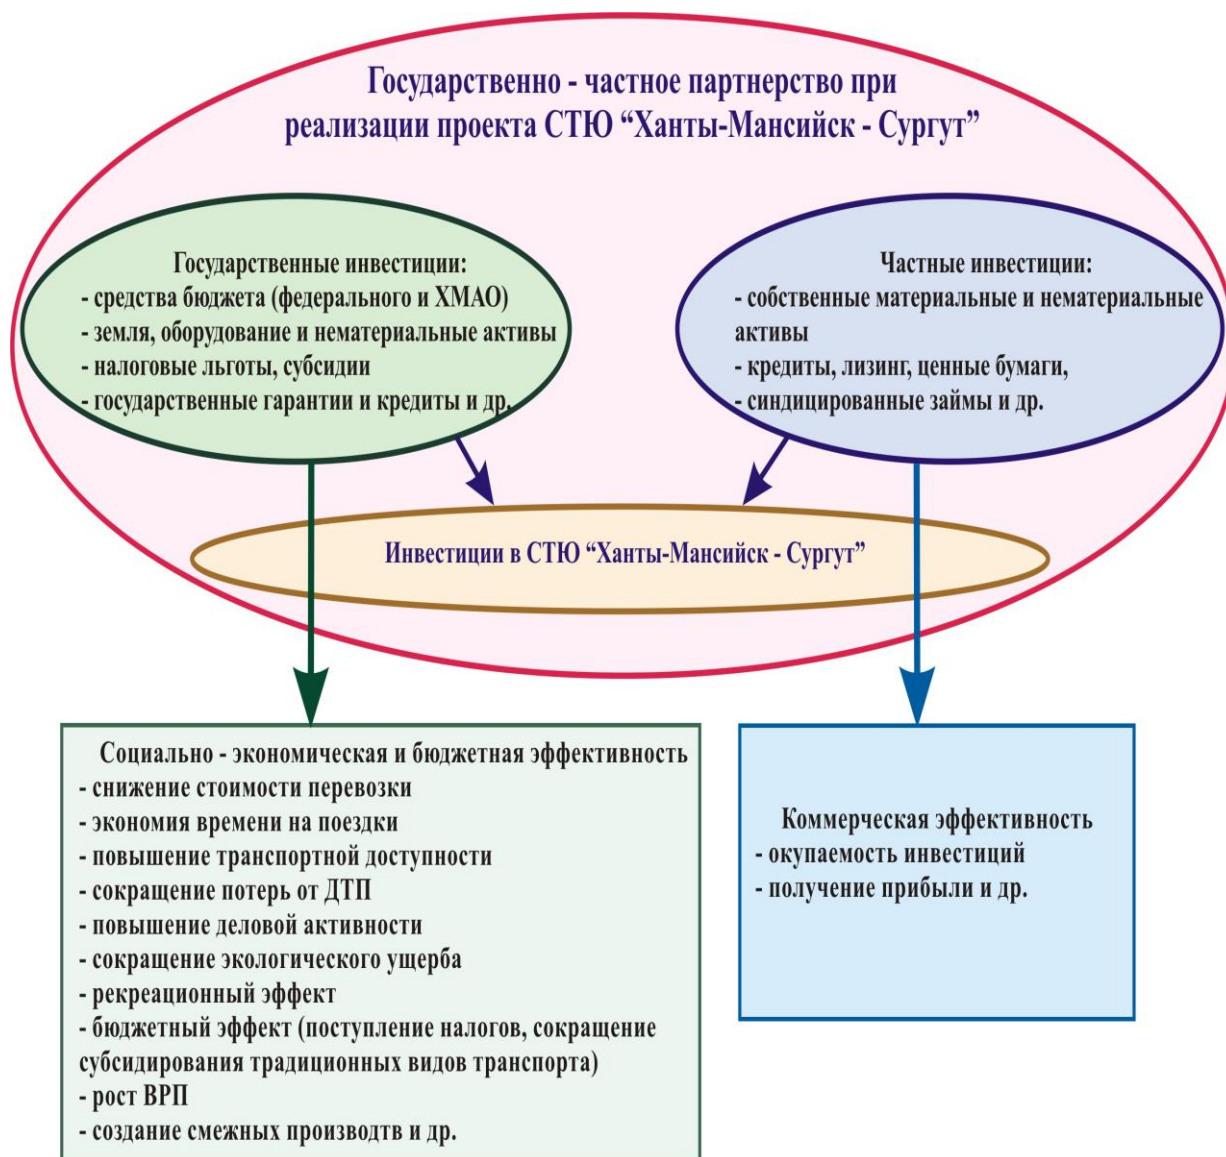 Государственно - частное партнерство при
реализации проекта СТЮ “Ханты-Мансийск - Сургут”
Государственные инвестиции:
- средства бюджета (федерального и ХМАО)
- земля, оборудование и нематериальные активы
- налоговые льготы, субсидии
- государственные гарантии и кредиты и др.
Частные инвестиции:
- собственные материальные и нематериальные
активы
- кредиты, лизинг, ценные бумаги,
- синдицированные займы и др.
Инвестиции в СТЮ “Ханты-Мансийск - Сургут”
Социально - экономическая и бюджетная эффективность
- снижение стоимости перевозки
- экономия времени на поездки
- повышение транспортной доступности
- сокращение потерь от ДТП
- повышение деловой активности
- сокращение экологического ущерба
- рекреационный эффект
- бюджетный эффект (поступление налогов, сокращение
субсидирования традиционных видов транспорта)
- рост ВРП
- создание смежных производтв и др.
Коммерческая эффективность
- окупаемость инвестиций
- получение прибыли и др.